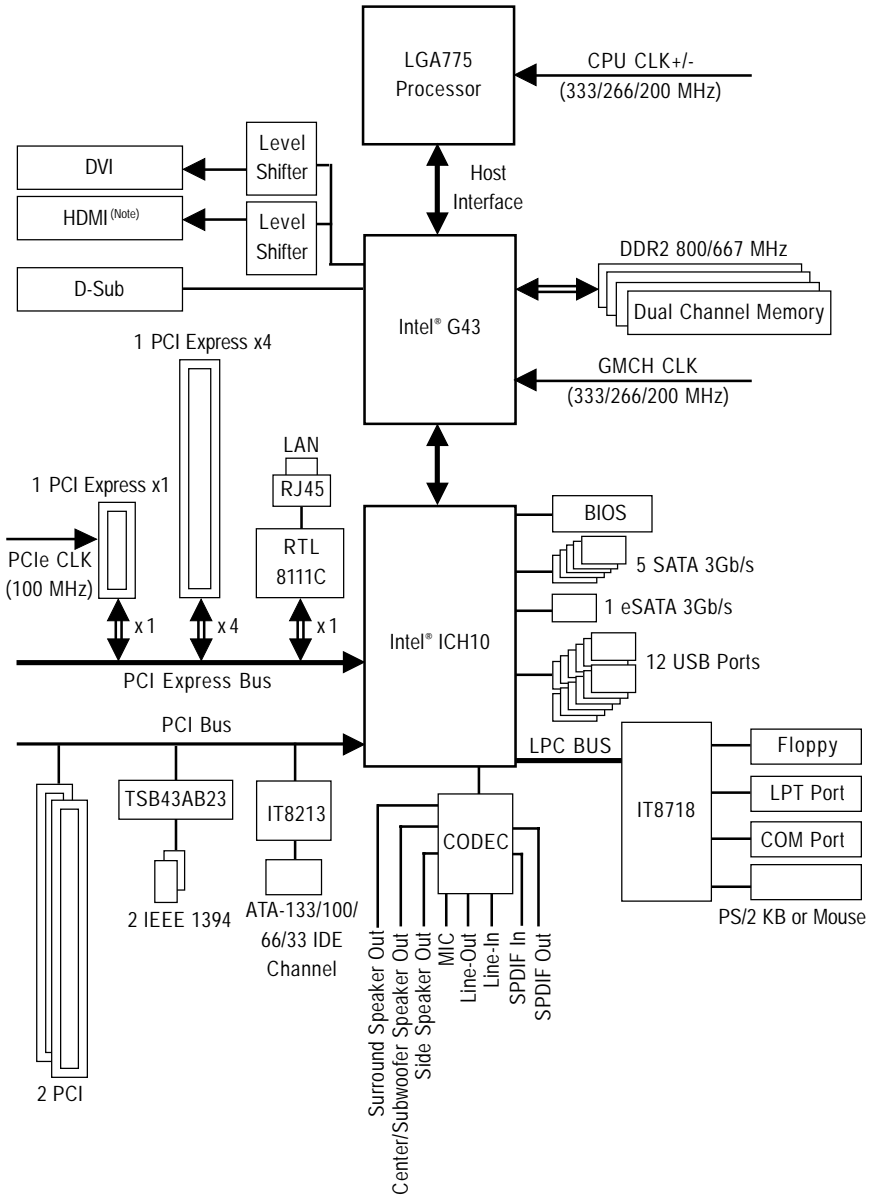 LGA775
Processor
CPU CLK+/-
(333/266/200 MHz)
Host
Interface
DVI
Level
Shifter
HDMI (Note)
Level
Shifter
D-Sub
Intel® G43
DDR2 800/667 MHz
Dual Channel Memory
GMCH CLK
(333/266/200 MHz)
1 PCI Express x4
LAN
RJ45
1 PCI Express x1
RTL
8111C
PCIe CLK
(100 MHz)
x1
x4
x1
PCI Express Bus
Intel® ICH10
BIOS
5 SATA 3Gb/s
1 eSATA 3Gb/s
12 USB Ports
PCI Bus
LPC BUS
IT8718
Floppy
LPT Port
COM Port
PS/2 KB or Mouse
TSB43AB23
2 IEEE 1394
IT8213
ATA-133/100/
66/33 IDE
Channel
CODEC
Surround Speaker Out
Center/Subwoofer Speaker Out
Side Speaker Out
MIC
Line-Out
Line-In
SPDIF In
SPDIF Out
2 PCI